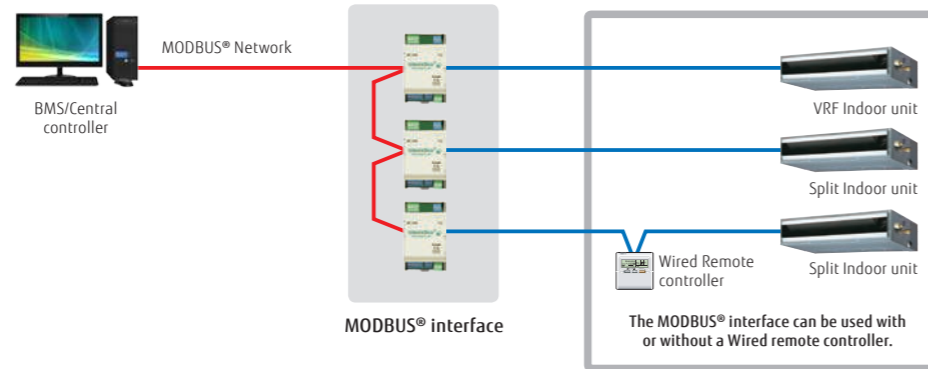 MODBUS® Network
BMS/Central
controller
VRF Indoor unit
Split Indoor unit
Split Indoor unit
Wired Remote
controller
MODBUS® interface
The MODBUS® interface can be used with
or without a Wired remote controller.